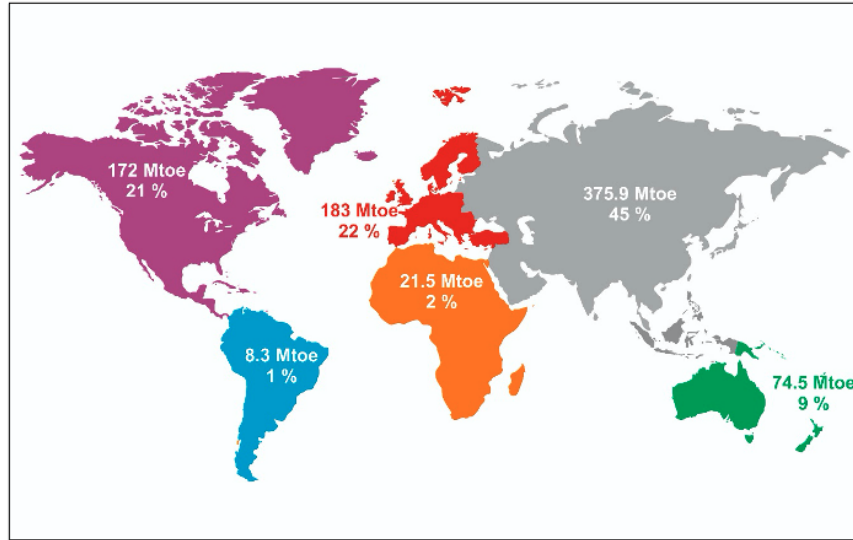 172 Mtoe
21 %
183 Mtoe
22 %
375.9 Mtoe
45 %
21.5 Mtoe
2 %
8.3 Mtoe
1 %
74.5 Mtoe
9 %